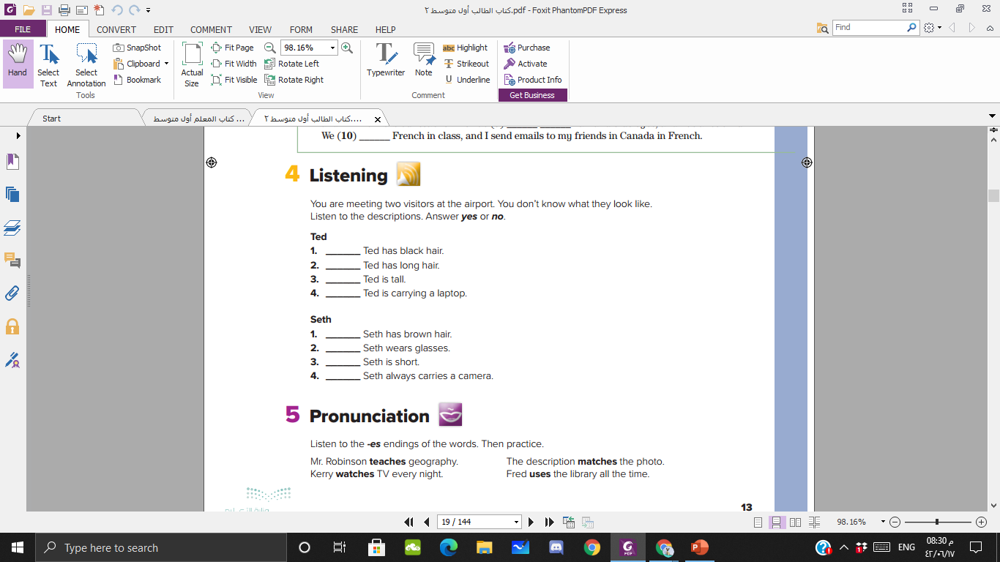 كتاب الطالب أول متوسط ٢.pdf - Foxit PhantomPDF Express
FILE HOME CONVERT EDIT COMMENT VIEW FORM SHARE HELP
Find
Hand
Select Text
Select Annotation
SnapShot
Clipboard
Bookmark
Tools
Actual Size
Fit Page
Fit Width
Fit Visible
98.16%
Rotate Left
Rotate Right
View
Typewriter
Note
Highlight
Strikeout
Underline
Comment
Purchase
Activate
Product Info
Get Business
Start
كتاب المعلم أول متوسط ...
كتاب الطالب أول متوسط ٢....
We (10) ______ French in class, and I send emails to my friends in Canada in French.
4 Listening
You are meeting two visitors at the airport. You don't know what they look like.
Listen to the descriptions. Answer yes or no.
Ted
1. ______ Ted has black hair.
2. ______ Ted has long hair.
3. ______ Ted is tall.
4. ______ Ted is carrying a laptop.
Seth
1. ______ Seth has brown hair.
2. ______ Seth wears glasses.
3. ______ Seth is short.
4. ______ Seth always carries a camera.
5 Pronunciation
Listen to the -es endings of the words. Then practice.
Mr. Robinson teaches geography.
Kerry watches TV every night.
The description matches the photo.
Fred uses the library all the time.
13
19 / 144
98.16%
Type here to search
ENG
08:30 م
٤٢/٠٦/١٧